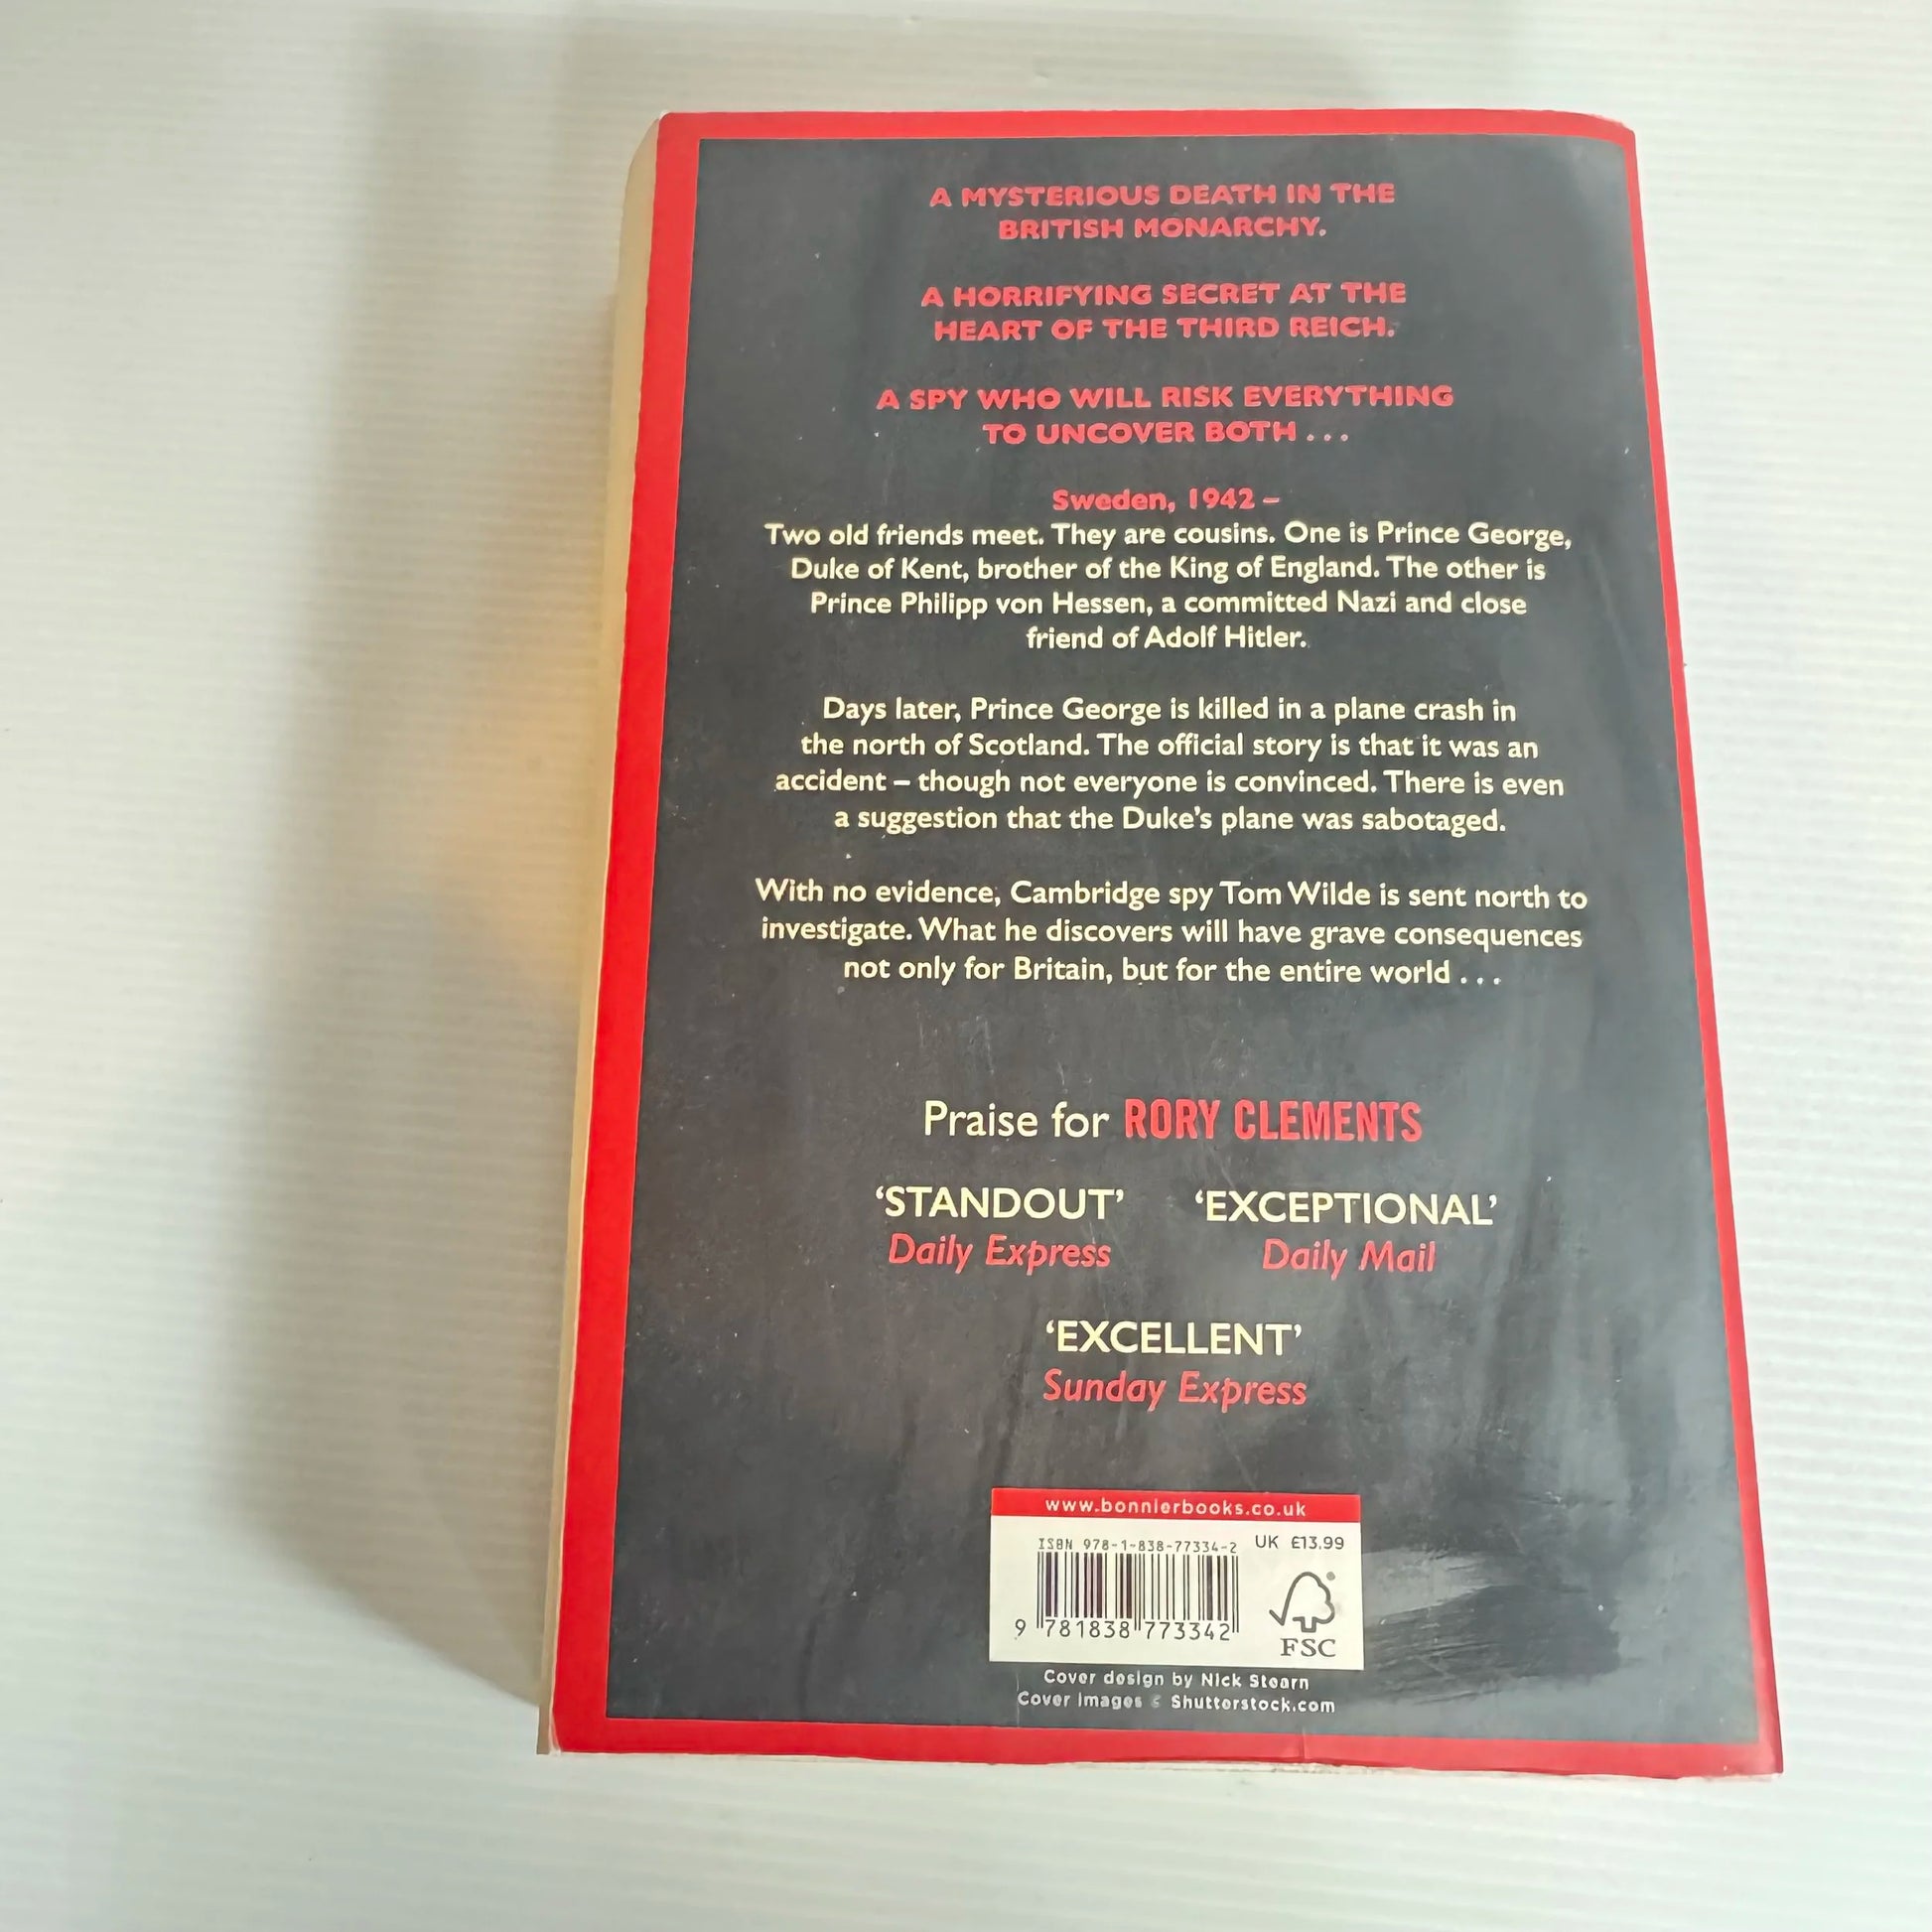 A MYSTERIOUS DEATH IN THE
BRITISH MONARCHY.
A HORRIFYING SECRET AT THE
HEART OF THE THIRD REICH.
A SPY WHO WILL RISK EVERYTHING
TO UNCOVER BOTH . . .
Sweden, 1942 –
Two old friends meet. They are cousins. One is Prince George,
Duke of Kent, brother of the King of England. The other is
Prince Philipp von Hessen, a committed Nazi and close
friend of Adolf Hitler.
Days later, Prince George is killed in a plane crash in
the north of Scotland. The official story is that it was an
accident – though not everyone is convinced. There is even
a suggestion that the Duke's plane was sabotaged.
With no evidence, Cambridge spy Tom Wilde is sent north to
investigate. What he discovers will have grave consequences
not only for Britain, but for the entire world . . .
Praise for RORY CLEMENTS
‘STANDOUT’ ‘EXCEPTIONAL’
Daily Express Daily Mail
‘EXCELLENT’
Sunday Express
www.bonnierbooks.co.uk
ISBN 978-1-838-77334-2 UK £13.99
9 781838 773342
FSC
Cover design by Nick Stearn
Cover images © Shutterstock.com